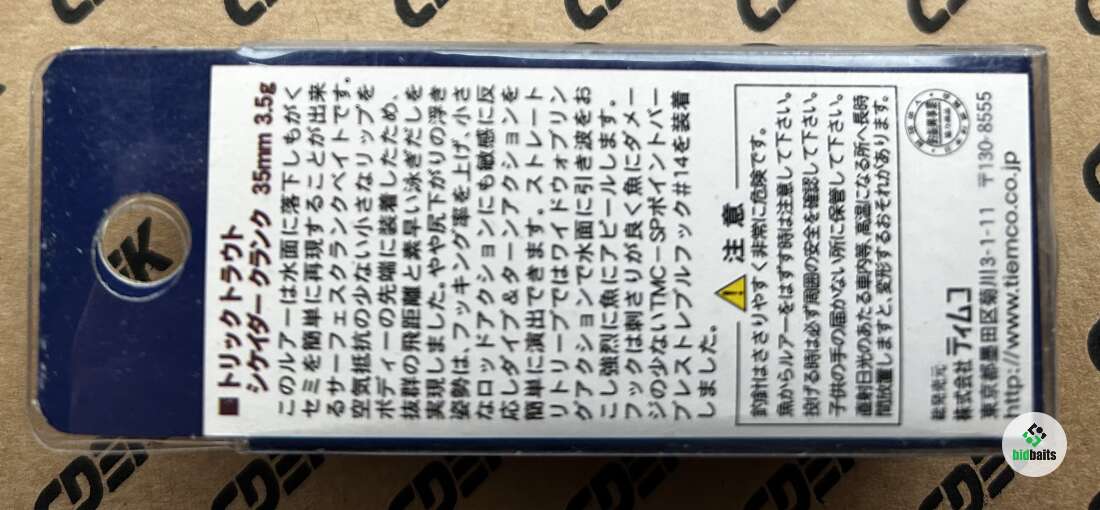 ■トリックトラウト
シケイダークランク 35mm 3.5g
このルアーは水面に落下しもがく
セミを簡単に再現することが出来
るサーフェスクランクベイトです。
空気抵抗の少ない小さなリップを
ボディーの先端に装着したため、
抜群の飛距離と素早い泳ぎだしを
実現しました。やや尻下がりの浮き
姿勢は、フッキング率を上げ、小さ
なロッドアクションにも敏感に反
応しダイブ&ターンアクションを
簡単に演出できます。ストレート
リトリーブではワイドウォブリン
グアクションで水面に引き波をお
こし強烈に魚にアピールします。
フックは刺さりが良く魚にダメー
ジの少ないTMC-SPポイントバー
ブレストレブルフック#14を装着
しました。
注意
釣針はささりやすく非常に危険です。
魚からルアーをはずす時は注意して下さい。
投げる時は必ず周囲の安全を確認して下さい。
子供の手の届かない所に保管して下さい。
直射日光のあたる車内等、高温になる所へ長時
間放置しますと、変形するおそれがあります。
総発売元
株式会社 ティムコ
東京都墨田区菊川3-1-11 〒130-8555
http://www.tiemco.co.jp
bidbaits